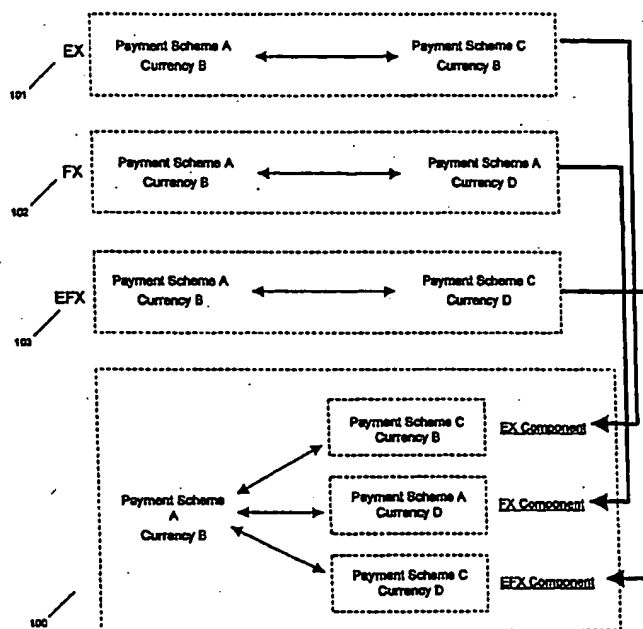 EX
Payment Scheme A
Currency B
Payment Scheme C
Currency B
101
FX
Payment Scheme A
Currency B
Payment Scheme A
Currency D
102
EFX
Payment Scheme A
Currency B
Payment Scheme C
Currency D
103
Payment Scheme C
Currency B
EX Component
Payment Scheme
A
Currency B
Payment Scheme A
Currency D
FX Component
Payment Scheme C
Currency D
EFX Component
100